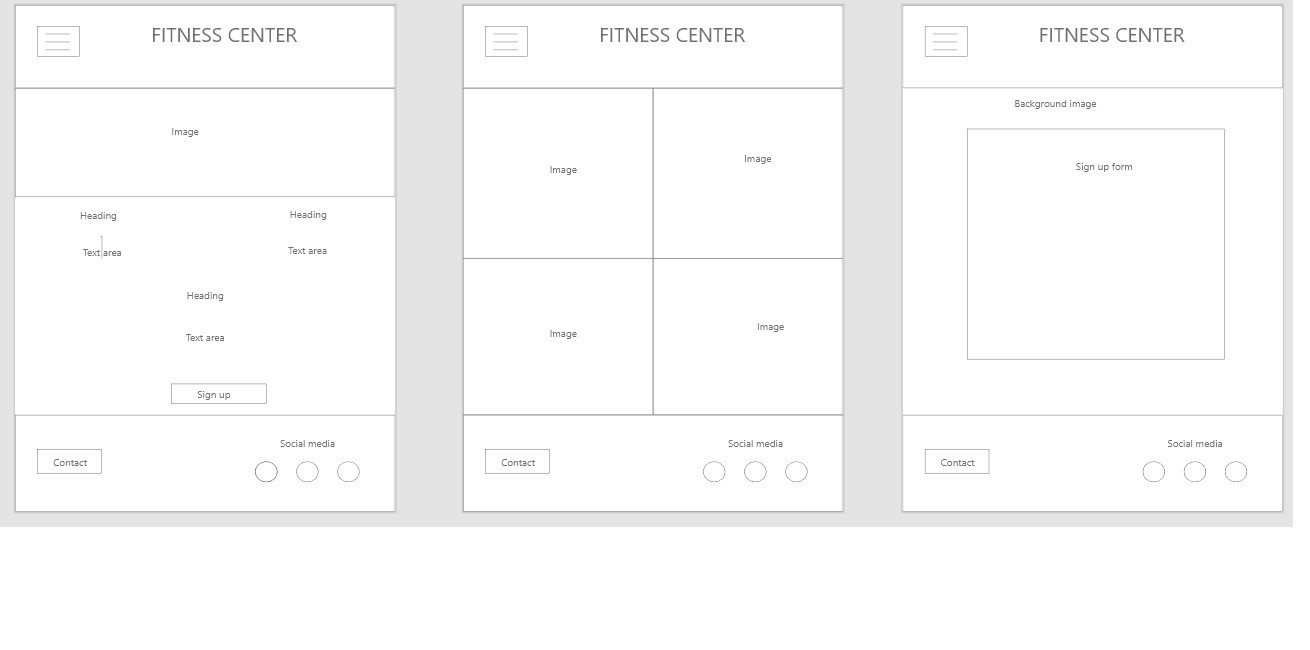 FITNESS CENTER
Image
Heading
Heading
Text area
Text area
Heading
Text area
Sign up
Contact
Social media
FITNESS CENTER
Image
Image
Image
Image
Contact
Social media
FITNESS CENTER
Background image
Sign up form
Contact
Social media